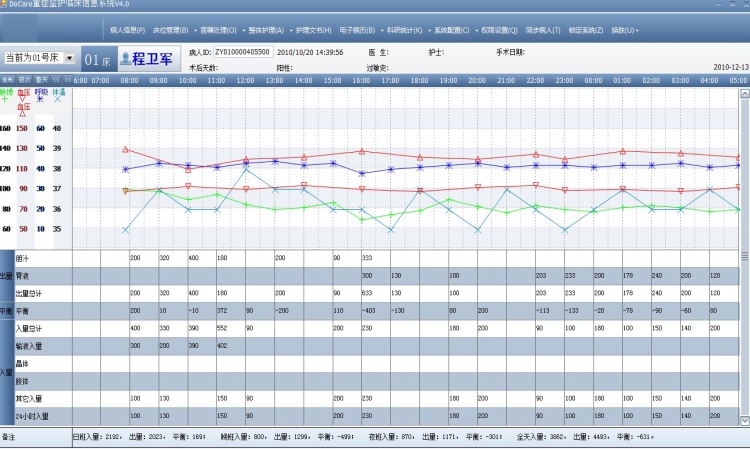 DoCare重症监护临床信息系统V4.0
病人信息(P) 床位管理(B) 医嘱处理(O) 整体护理(A) 护理文书(H) 电子病历(B) 科研统计(K) 系统配置(C) 权限设置(Q) 同步病人(T) 锁定系统(Z) 换肤(U)
当前为01号床 01床 程卫军 病人ID: ZY010000405500 2010/10/20 14:39:56 医 生: 护士: 手术日期:
术后天数: 阳性: 过敏史: 2010-12-13
绘制 班次 整天 << >> 6:00 07:00 08:00 09:00 10:00 11:00 12:00 13:00 14:00 15:00 16:00 17:00 18:00 19:00 20:00 21:00 22:00 23:00 00:00 01:00 02:00 03:00 04:00 05:00
脉搏 血压 呼吸 体温
血压
160 150 60 40
140 130 50 39
120 110 40 38
100 90 30 37
80 70 20 36
60 50 10 35
胆汁 200 320 400 180 200 90 333
出量 胃液 300 130 100 203 233 200 178 240 200 120
出量总计 200 320 400 180 200 90 633 130 100 203 233 200 178 240 200 120
平衡 平衡 200 10 -10 372 90 -200 110 -403 -130 80 200 -113 -133 -20 -78 -90 -60 80
入量总计 400 330 390 552 90 200 230 180 200 90 100 180 100 150 140 200
输液入量 300 200 390 402
入量 晶体
胶体
其它入量 100 130 150 90 200 230 180 200 90 100 180 100 150 140 200
24小时入量 100 130 150 90 200 230 180 200 90 100 180 100 150 140 200
备注 日班入量: 2192, 出量: 2023, 平衡: 169; 晚班入量: 800, 出量: 1299, 平衡: -499; 夜班入量: 870, 出量: 1171, 平衡: -301; 全天入量: 3862, 出量: 4493, 平衡: -631。